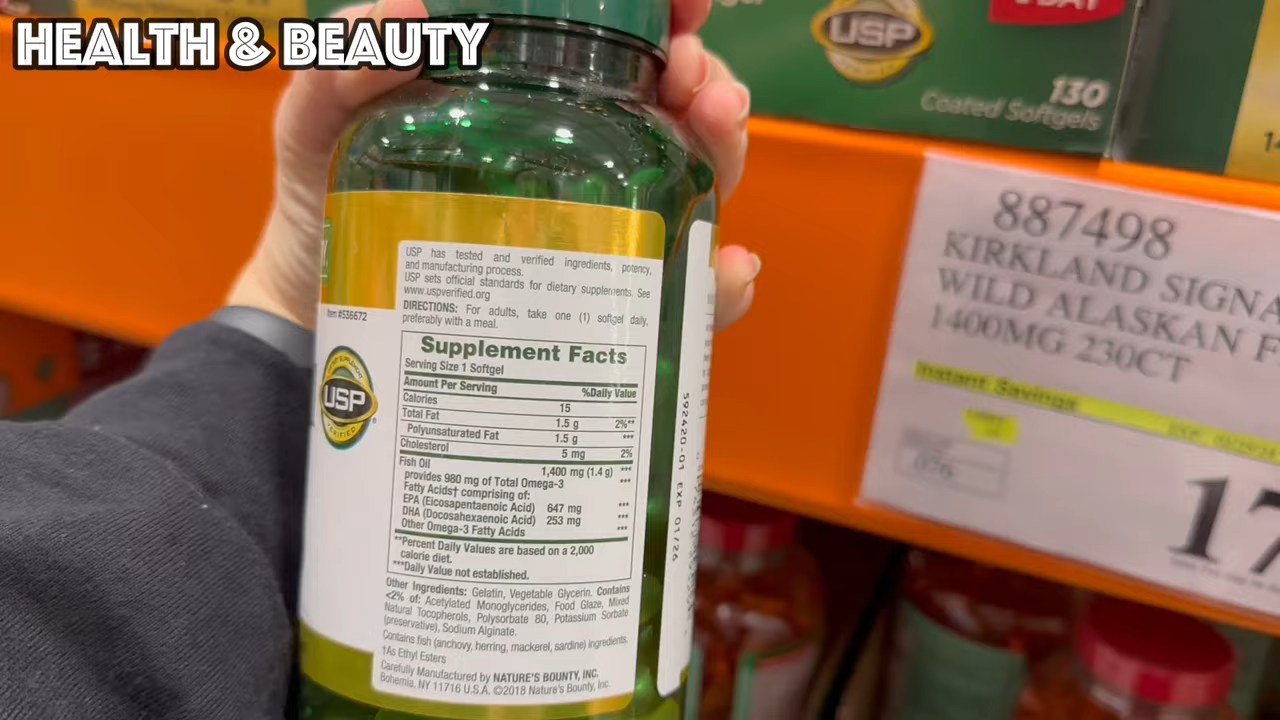 HEALTH & BEAUTY
USP
DAY
130
Coated Softgels
887498
KIRKLAND SIGNA
WILD ALASKAN F
1400MG 230CT
Instant Savings
17
USP has tested and verified ingredients, potency,
and manufacturing process.
USP sets official standards for dietary supplements. See
www.uspverified.org
DIRECTIONS: For adults, take one (1) softgel daily,
preferably with a meal.
Item #536672
USP
VERIFIED
Supplement Facts
Serving Size 1 Softgel
Amount Per Serving %Daily Value
Calories 15
Total Fat 1.5 g 2%**
Polyunsaturated Fat 1.5 g ***
Cholesterol 5 mg 2%
Fish Oil 1,400 mg (1.4 g) ***
provides 980 mg of Total Omega-3 ***
Fatty Acids† comprising of:
EPA (Eicosapentaenoic Acid) 647 mg ***
DHA (Docosahexaenoic Acid) 253 mg ***
Other Omega-3 Fatty Acids ***
**Percent Daily Values are based on a 2,000
calorie diet.
***Daily Value not established.
Other Ingredients: Gelatin, Vegetable Glycerin. Contains
<2% of: Acetylated Monoglycerides, Food Glaze, Mixed
Natural Tocopherols, Polysorbate 80, Potassium Sorbate
(preservative), Sodium Alginate.
Contains fish (anchovy, herring, mackerel, sardine) ingredients.
†As Ethyl Esters
Carefully Manufactured by NATURE'S BOUNTY, INC.
Bohemia, NY 11716 U.S.A. ©2018 Nature's Bounty, Inc.
592420-01 EXP 01/26